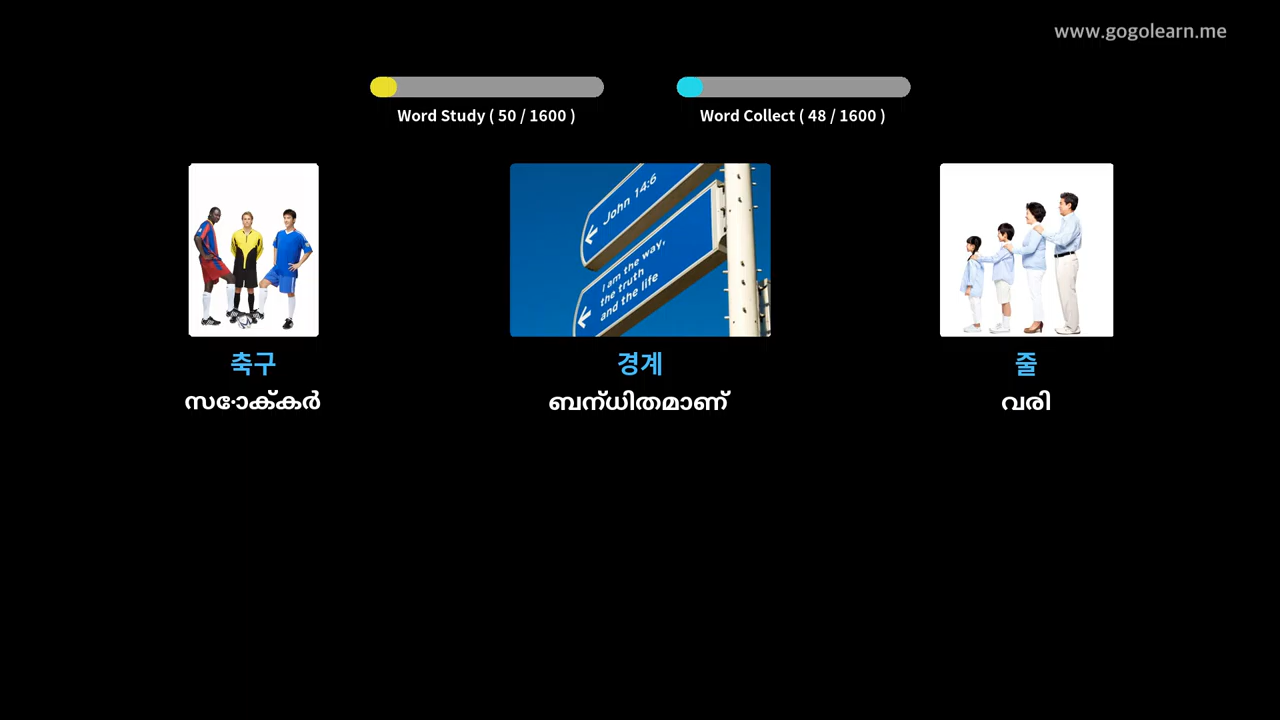 www.gogolearn.me
Word Study ( 50 / 1600 )
Word Collect ( 48 / 1600 )
John 14:6
I am the way,
the truth
and the life
축구
경계
줄
സോക്കർ
ബന്ധിതമാണ്
വരി